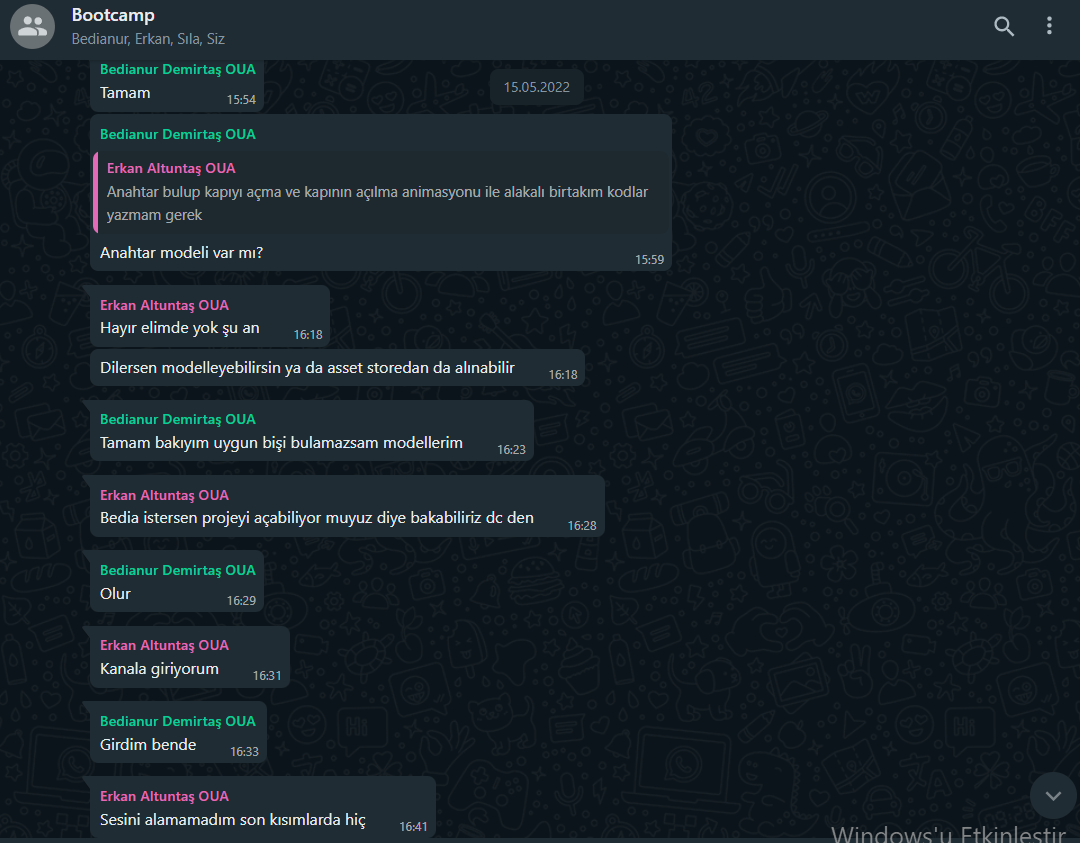 Bootcamp
Bedianur, Erkan, Sıla, Siz
Bedianur Demirtaş OUA
Tamam
15:54
15.05.2022
Bedianur Demirtaş OUA
Erkan Altuntaş OUA
Anahtar bulup kapıyı açma ve kapının açılma animasyonu ile alakalı birtakım kodlar
yazmam gerek
Anahtar modeli var mı?
15:59
Erkan Altuntaş OUA
Hayır elimde yok şu an
16:18
Dilersen modelleyebilirsin ya da asset storedan da alınabilir
16:18
Bedianur Demirtaş OUA
Tamam bakıyım uygun bişi bulamazsam modellerim
16:23
Erkan Altuntaş OUA
Bedia istersen projeyi açabiliyor muyuz diye bakabiliriz dc den
16:28
Bedianur Demirtaş OUA
Olur
16:29
Erkan Altuntaş OUA
Kanala giriyorum
16:31
Bedianur Demirtaş OUA
Girdim bende
16:33
Erkan Altuntaş OUA
Sesini alamamadım son kısımlarda hiç
16:41
Windows'u Etkinleştir